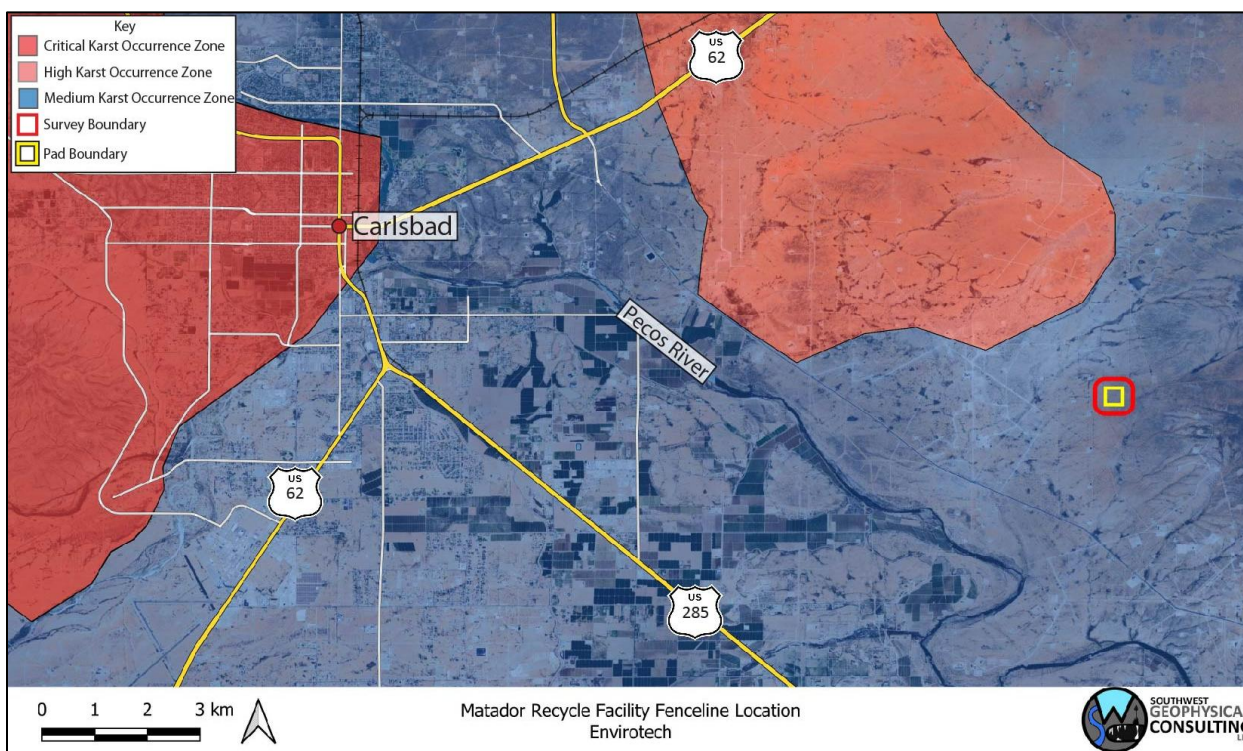 Key
Critical Karst Occurrence Zone
High Karst Occurrence Zone
Medium Karst Occurrence Zone
Survey Boundary
Pad Boundary
US
62
Carlsbad
Pecos River
US
62
US
285
0 1 2 3 km
Matador Recycle Facility Fenceline Location
Envirotech
SOUTHWEST
GEOPHYSICAL
CONSULTING